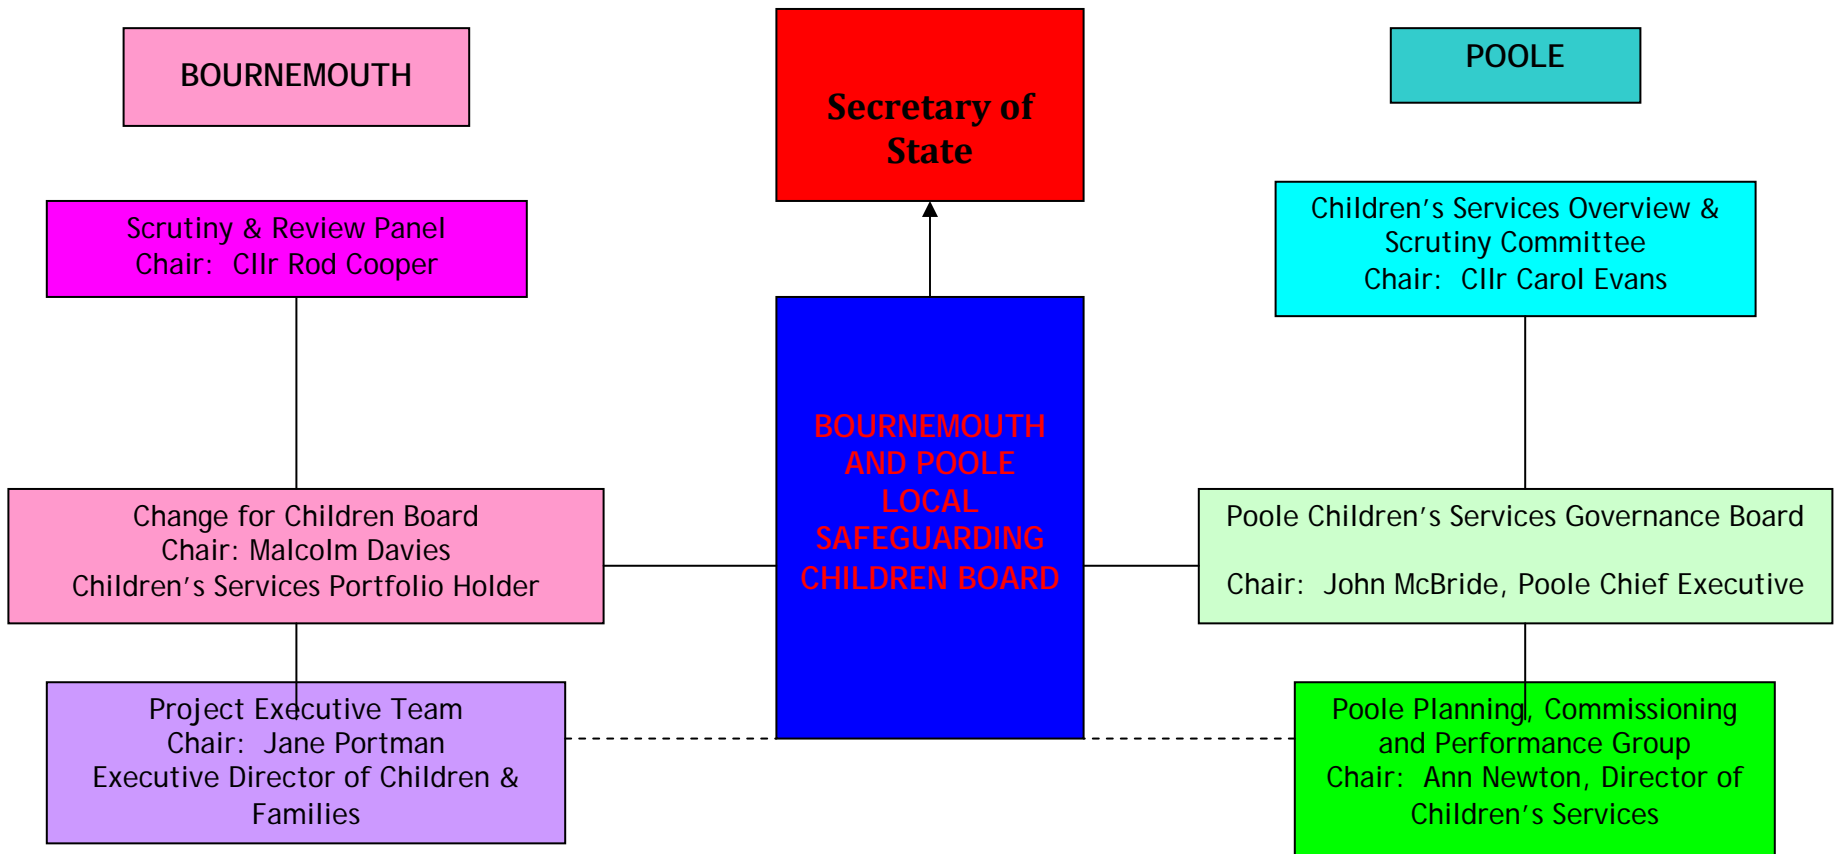 BOURNEMOUTH
Secretary of
State
POOLE
Scrutiny & Review Panel
Chair: Cllr Rod Cooper
Children's Services Overview &
Scrutiny Committee
Chair: Cllr Carol Evans
BOURNEMOUTH
AND POOLE
LOCAL
SAFEGUARDING
CHILDREN BOARD
Change for Children Board
Chair: Malcolm Davies
Children's Services Portfolio Holder
Poole Children's Services Governance Board
Chair: John McBride, Poole Chief Executive
Project Executive Team
Chair: Jane Portman
Executive Director of Children &
Families
Poole Planning, Commissioning
and Performance Group
Chair: Ann Newton, Director of
Children's Services